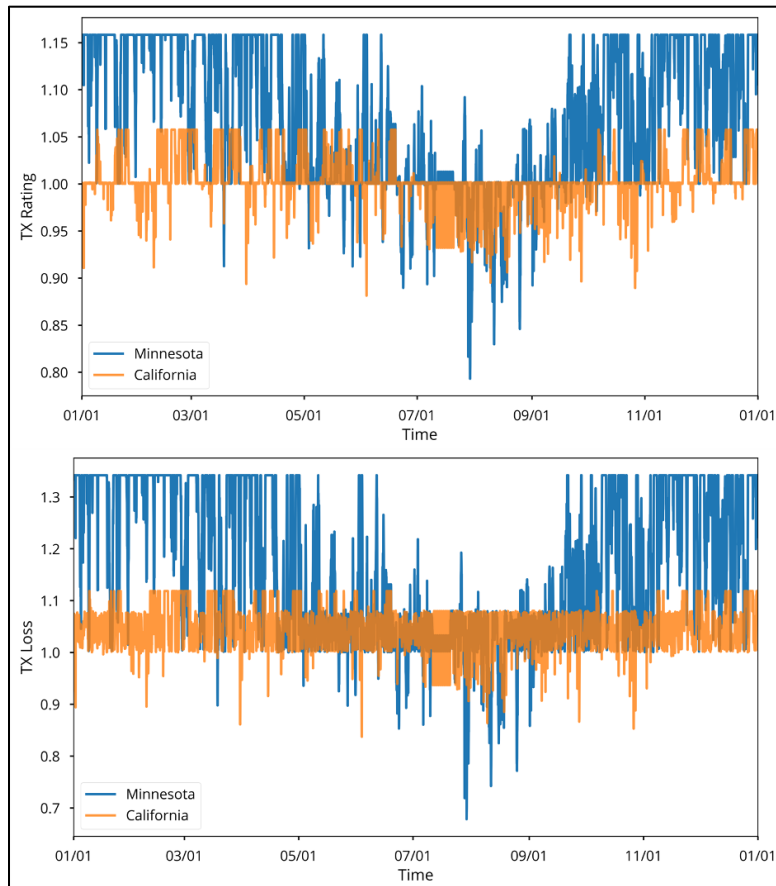 1.15
1.10
1.05
1.00
0.95
0.90
0.85
0.80
TX Rating
Minnesota
California
01/01 03/01 05/01 07/01 09/01 11/01 01/01
Time
1.3
1.2
1.1
1.0
0.9
0.8
0.7
TX Loss
Minnesota
California
01/01 03/01 05/01 07/01 09/01 11/01 01/01
Time